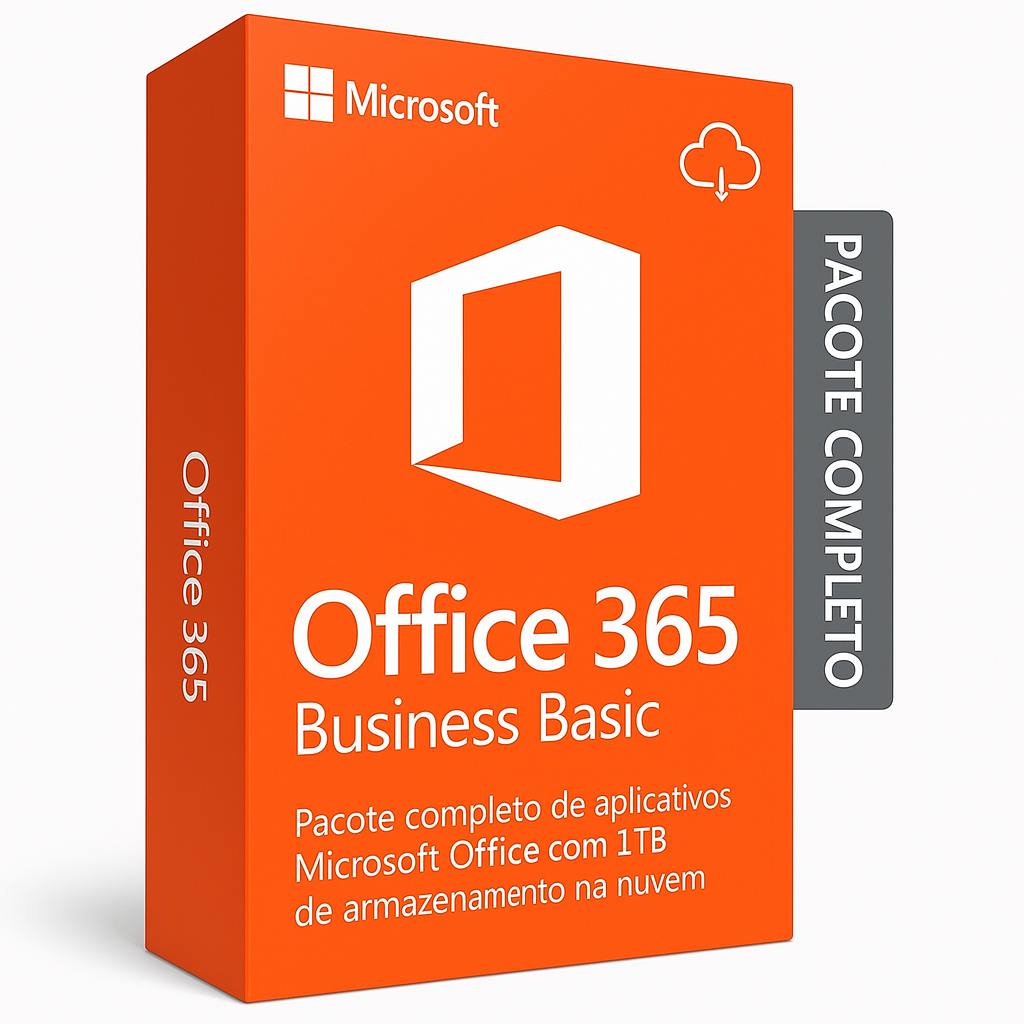 Microsoft
Office 365
Business Basic
Pacote completo de aplicativos
Microsoft Office com 1TB
de armazenamento na nuvem
Office 365
PACOTE COMPLETO